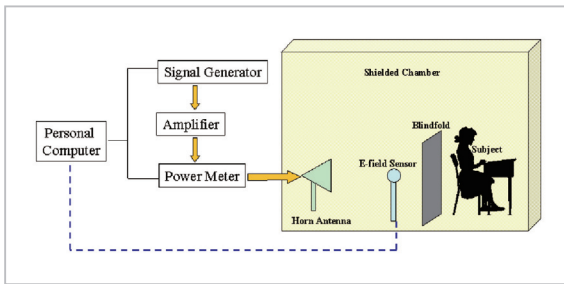 Signal Generator
Shielded Chamber
Amplifier
Blindfold
Personal
Computer
Subject
E-field Sensor
Power Meter
Horn Antenna